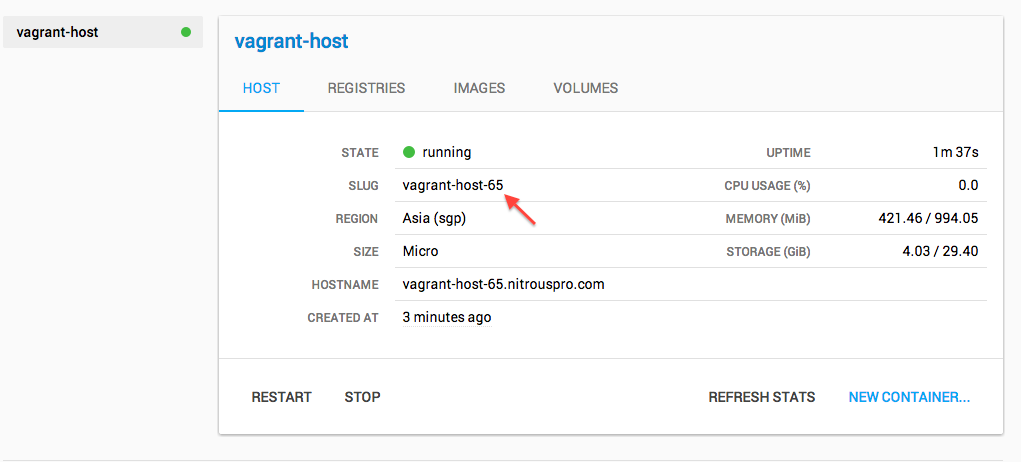 vagrant-host
vagrant-host
HOST REGISTRIES IMAGES VOLUMES
STATE running UPTIME 1m 37s
SLUG vagrant-host-65 CPU USAGE (%) 0.0
REGION Asia (sgp) MEMORY (MiB) 421.46 / 994.05
SIZE Micro STORAGE (GiB) 4.03 / 29.40
HOSTNAME vagrant-host-65.nitrouspro.com
CREATED AT 3 minutes ago
RESTART STOP REFRESH STATS NEW CONTAINER...